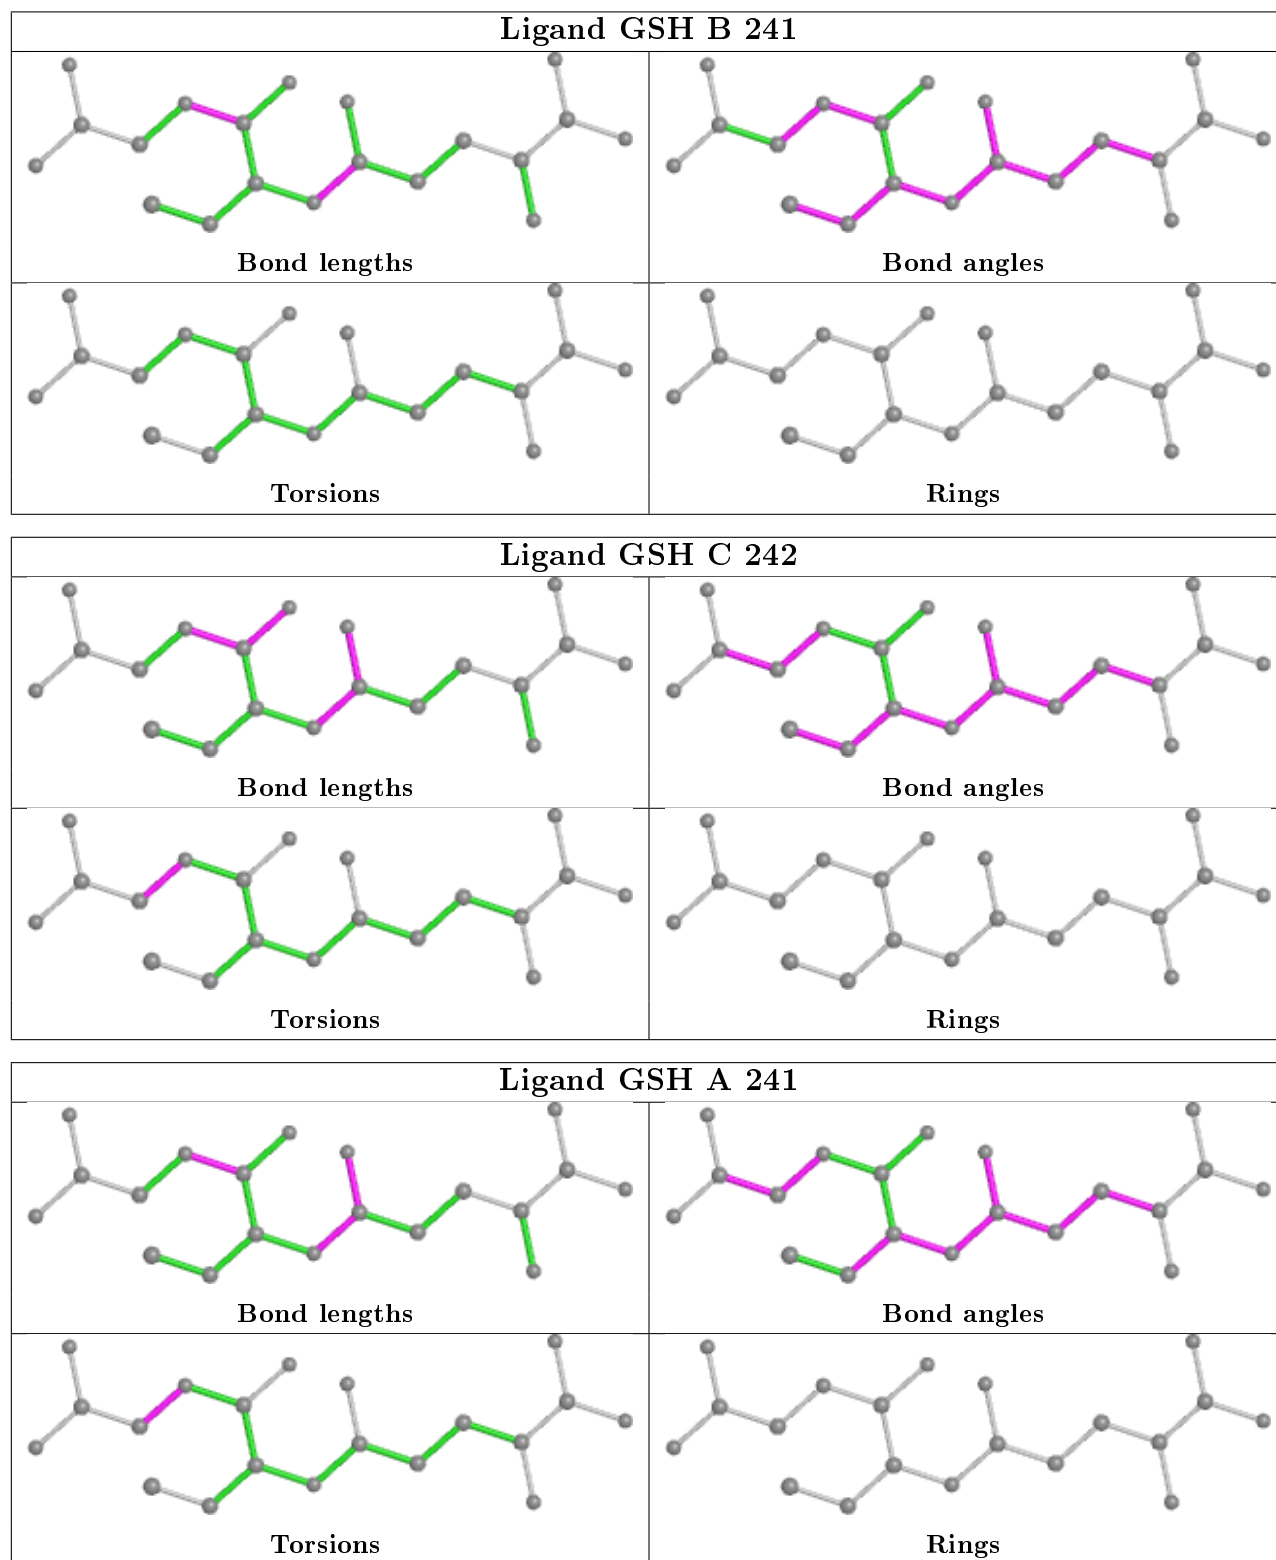 Ligand GSH B 241
Bond lengths
Bond angles
Torsions
Rings
Ligand GSH C 242
Bond lengths
Bond angles
Torsions
Rings
Ligand GSH A 241
Bond lengths
Bond angles
Torsions
Rings